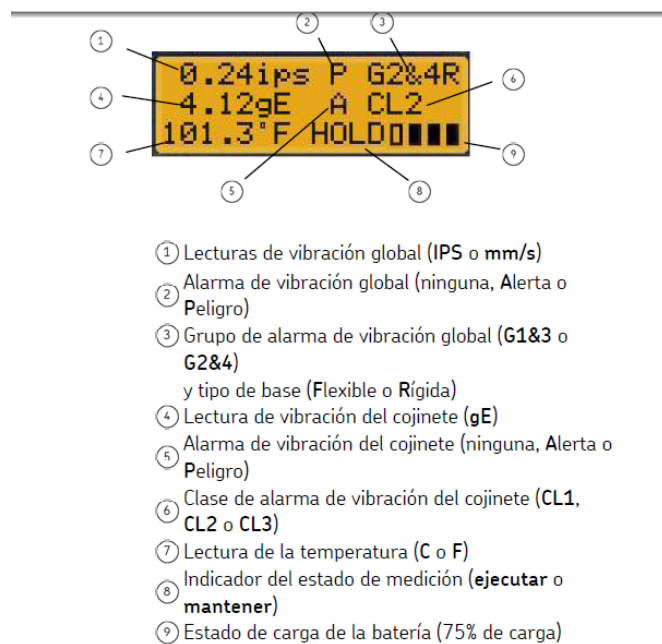 ② ③
①
0.24ips P G2&4R
⑥
④
4.12gE A CL2
101.3°F HOLD
⑦ ⑨
⑤ ⑧
① Lecturas de vibración global (IPS o mm/s)
② Alarma de vibración global (ninguna, Alerta o
Peligro)
③ Grupo de alarma de vibración global (G1&3 o
G2&4)
y tipo de base (Flexible o Rígida)
④ Lectura de vibración del cojinete (gE)
⑤ Alarma de vibración del cojinete (ninguna, Alerta o
Peligro)
⑥ Clase de alarma de vibración del cojinete (CL1,
CL2 o CL3)
⑦ Lectura de la temperatura (C o F)
⑧ Indicador del estado de medición (ejecutar o
mantener)
⑨ Estado de carga de la batería (75% de carga)